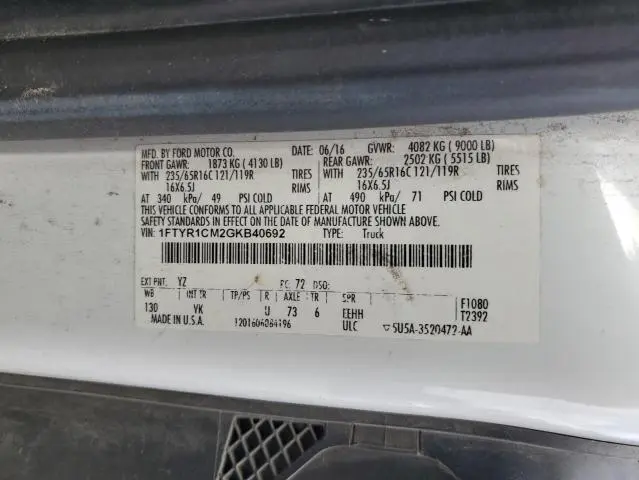 MFD. BY FORD MOTOR CO. DATE: 06/16 GVWR: 4082 KG ( 9000 LB)
FRONT GAWR: 1873 KG ( 4130 LB) REAR GAWR: 2502 KG ( 5515 LB)
WITH 235/65R16C 121/119R TIRES WITH 235/65R16C 121/119R TIRES
16X6.5J RIMS 16X6.5J RIMS
AT 340 kPa/ 49 PSI COLD AT 490 kPa/ 71 PSI COLD
THIS VEHICLE CONFORMS TO ALL APPLICABLE FEDERAL MOTOR VEHICLE
SAFETY STANDARDS IN EFFECT ON THE DATE OF MANUFACTURE SHOWN ABOVE.
VIN: 1FTYR1CM2GKB40692 TYPE: Truck
EXT PNT: YZ RC: 72 DSO:
WB INT TR TP/PS R AXLE TR SPR F1080
130 VK U 73 6 EEHH T2392
MADE IN U.S.A. ULC 5U5A-3520472-AA